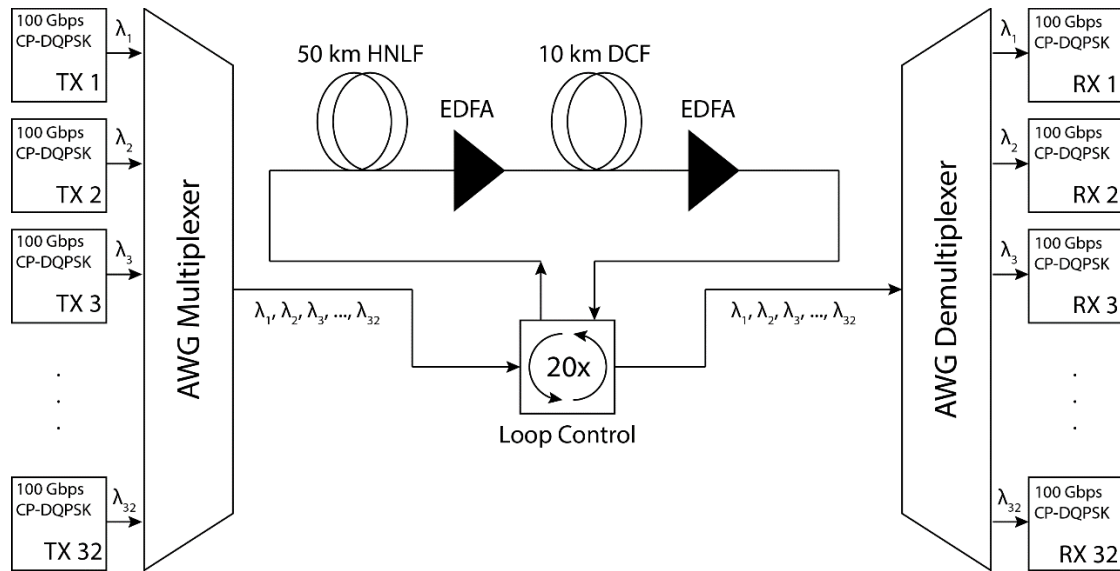 100 Gbps
CP-DQPSK
TX 1
λ₁
100 Gbps
CP-DQPSK
TX 2
λ₂
100 Gbps
CP-DQPSK
TX 3
λ₃
.
.
.
100 Gbps
CP-DQPSK
TX 32
λ₃₂
AWG Multiplexer
λ₁, λ₂, λ₃, ..., λ₃₂
50 km HNLF
EDFA
10 km DCF
EDFA
20x
Loop Control
λ₁, λ₂, λ₃, ..., λ₃₂
AWG Demultiplexer
λ₁
100 Gbps
CP-DQPSK
RX 1
λ₂
100 Gbps
CP-DQPSK
RX 2
λ₃
100 Gbps
CP-DQPSK
RX 3
.
.
.
λ₃₂
100 Gbps
CP-DQPSK
RX 32